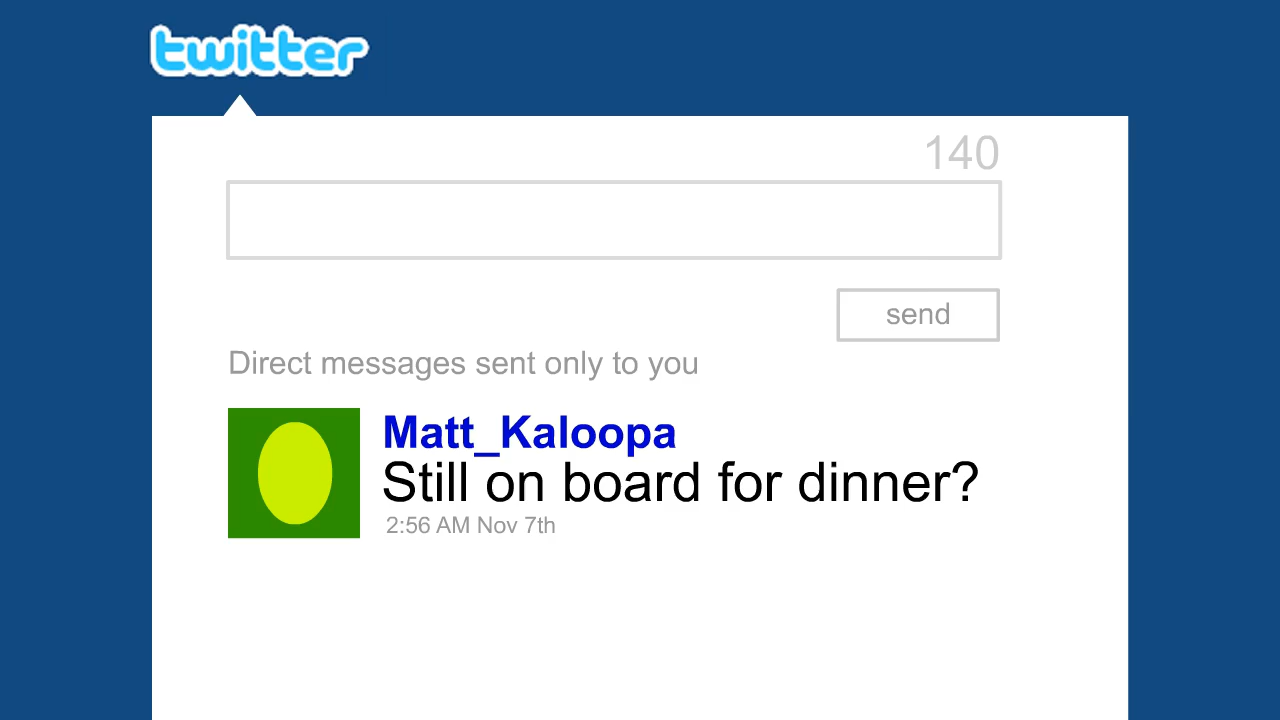 twitter
140
send
Direct messages sent only to you
Matt_Kaloopa
Still on board for dinner?
2:56 AM Nov 7th